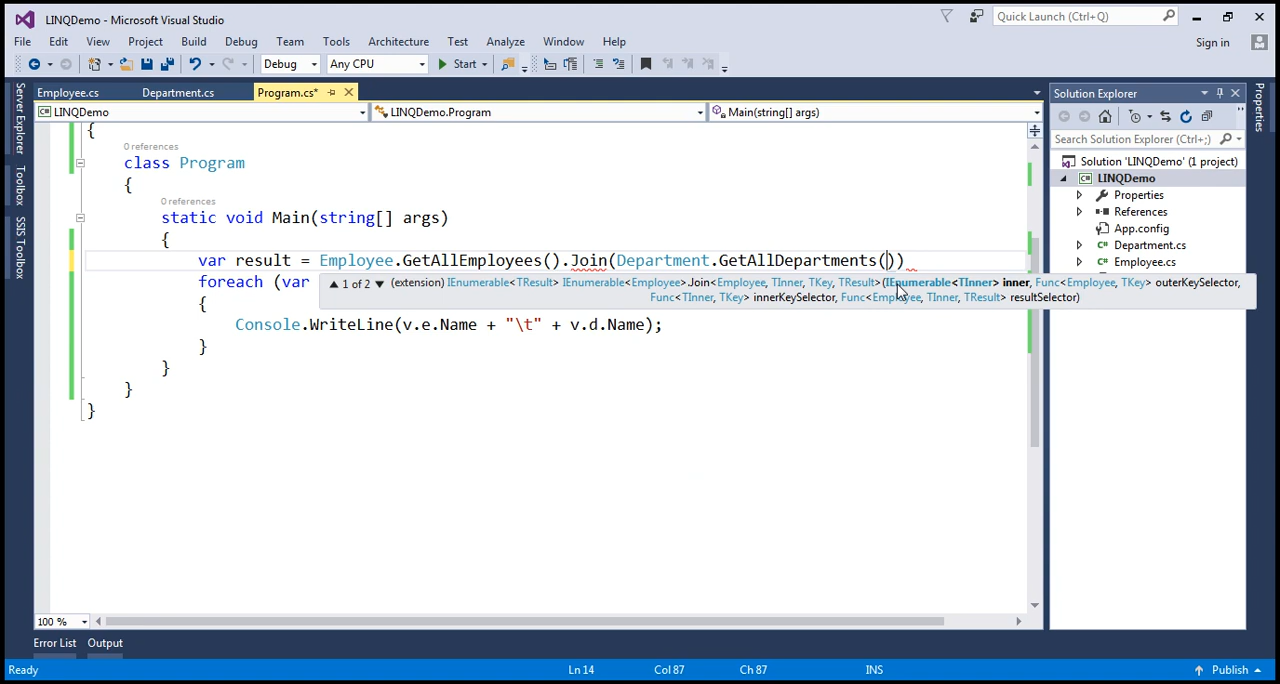 LINQDemo - Microsoft Visual Studio
Quick Launch (Ctrl+Q)
File Edit View Project Build Debug Team Tools Architecture Test Analyze Window Help
Sign in
Debug Any CPU Start
Server Explorer
Toolbox
SSIS Toolbox
Employee.cs Department.cs Program.cs*
LINQDemo LINQDemo.Program Main(string[] args)
{
0 references
class Program
{
0 references
static void Main(string[] args)
{
var result = Employee.GetAllEmployees().Join(Department.GetAllDepartments())
foreach (var
1 of 2 (extension) IEnumerable<TResult> IEnumerable<Employee>.Join<Employee, TInner, TKey, TResult>(IEnumerable<TInner> inner, Func<Employee, TKey> outerKeySelector,
Func<TInner, TKey> innerKeySelector, Func<Employee, TInner, TResult> resultSelector)
{
Console.WriteLine(v.e.Name + "\t" + v.d.Name);
}
}
}
}
100 %
Solution Explorer
Search Solution Explorer (Ctrl+;)
Solution 'LINQDemo' (1 project)
LINQDemo
Properties
References
App.config
Department.cs
Employee.cs
Properties
Error List Output
Ready Ln 14 Col 87 Ch 87 INS Publish